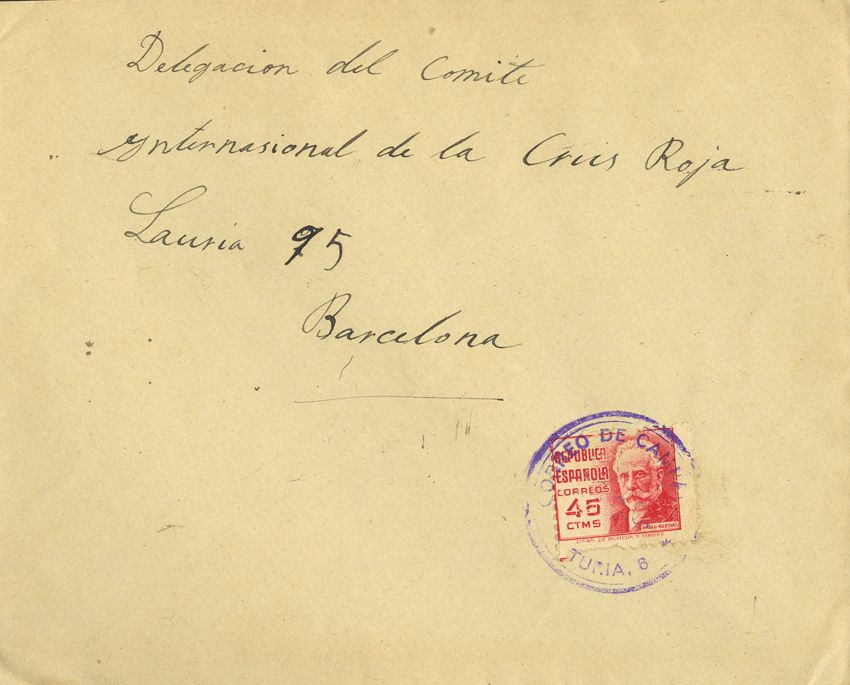 Delegacion del Comite
Ynternasional de la Crus Roja
Lauria 95
Barcelona
CORREO DE CAMPAÑA
REPUBLICA
ESPAÑOLA
CORREOS
45
CTMS
PABLO IGLESIAS
TURIA, 8